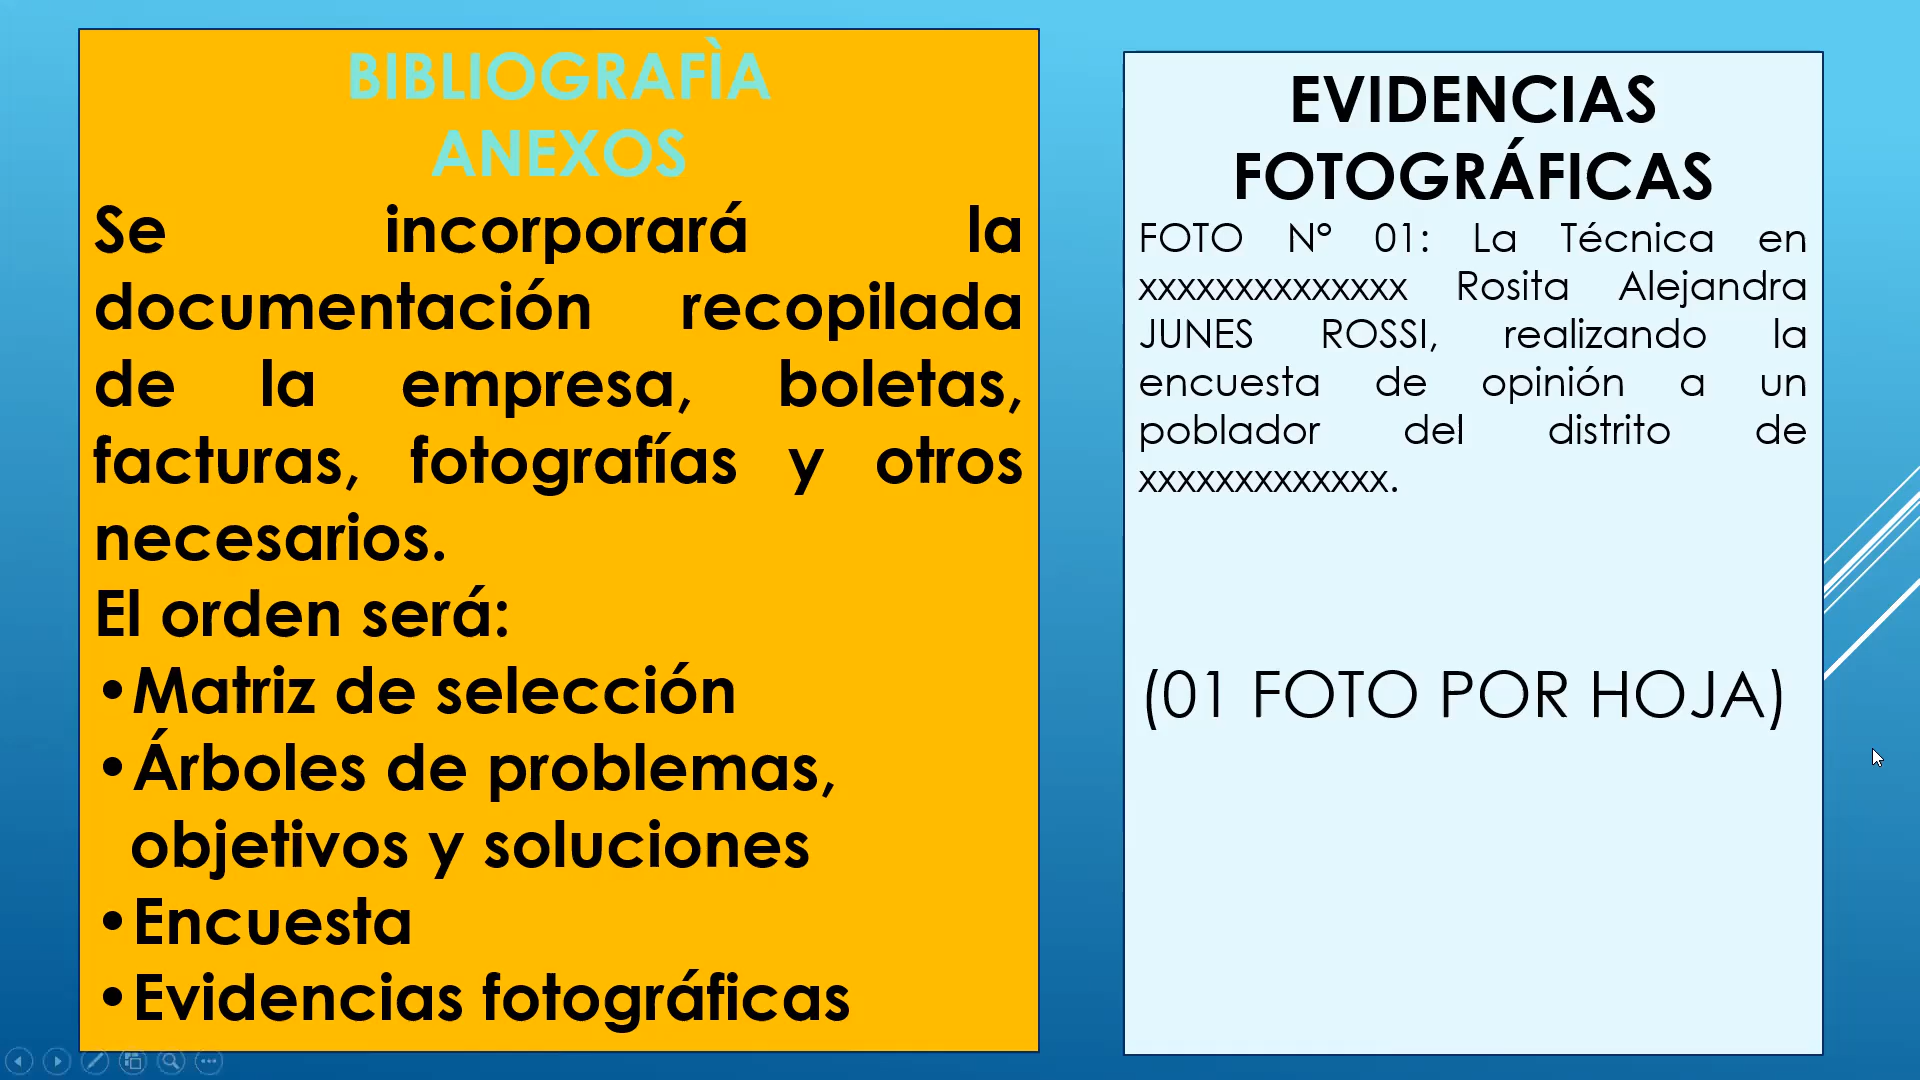 BIBLIOGRAFÌA
ANEXOS
Se incorporará la
documentación recopilada
de la empresa, boletas,
facturas, fotografías y otros
necesarios.
El orden será:
•Matriz de selección
•Árboles de problemas,
objetivos y soluciones
•Encuesta
•Evidencias fotográficas
EVIDENCIAS
FOTOGRÁFICAS
FOTO Nº 01: La Técnica en
xxxxxxxxxxxxxx Rosita Alejandra
JUNES ROSSI, realizando la
encuesta de opinión a un
poblador del distrito de
xxxxxxxxxxxxx.
(01 FOTO POR HOJA)